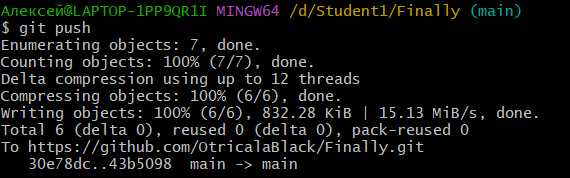 Алексей@LAPTOP-1PP9QR1I MINGW64 /d/Student1/Finally (main)
$ git push
Enumerating objects: 7, done.
Counting objects: 100% (7/7), done.
Delta compression using up to 12 threads
Compressing objects: 100% (6/6), done.
Writing objects: 100% (6/6), 832.28 KiB | 15.13 MiB/s, done.
Total 6 (delta 0), reused 0 (delta 0), pack-reused 0
To https://github.com/OtricalaBlack/Finally.git
   30e78dc..43b5098  main -> main